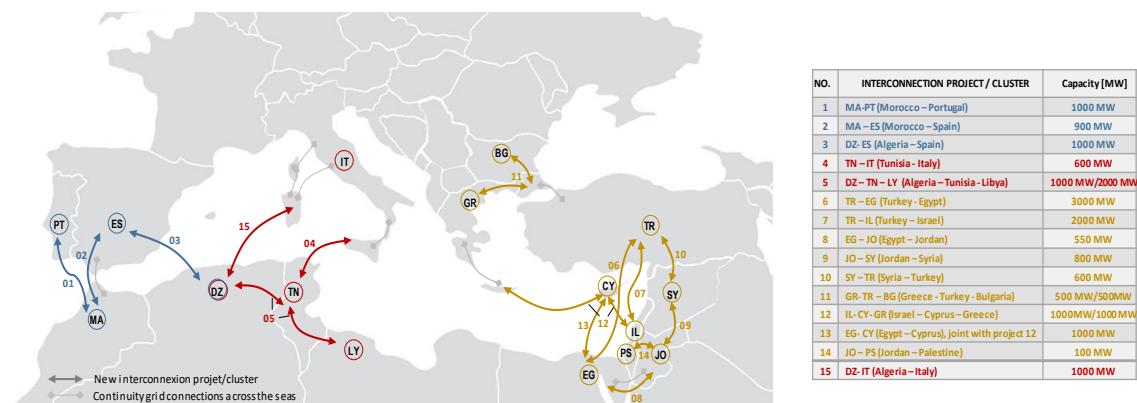 BG
IT
11
GR
PT
ES
TR
15
03
04
10
02
06
01
DZ
TN
CY
07
SY
MA
05
13
12
IL
09
LY
PS
14
JO
EG
08
New interconnexion projet/cluster
Continuity grid connections across the seas
NO. INTERCONNECTION PROJECT / CLUSTER Capacity [MW]
1 MA-PT (Morocco – Portugal) 1000 MW
2 MA – ES (Morocco – Spain) 900 MW
3 DZ- ES (Algeria – Spain) 1000 MW
4 TN – IT (Tunisia - Italy) 600 MW
5 DZ – TN – LY (Algeria – Tunisia - Libya) 1000 MW/2000 MW
6 TR – EG (Turkey - Egypt) 3000 MW
7 TR – IL (Turkey – Israel) 2000 MW
8 EG – JO (Egypt – Jordan) 550 MW
9 JO – SY (Jordan – Syria) 800 MW
10 SY – TR (Syria – Turkey) 600 MW
11 GR- TR – BG (Greece - Turkey - Bulgaria) 500 MW/500MW
12 IL- CY- GR (Israel – Cyprus – Greece) 1000MW/1000 MW
13 EG- CY (Egypt – Cyprus), joint with project 12 1000 MW
14 JO – PS (Jordan – Palestine) 100 MW
15 DZ- IT (Algeria – Italy) 1000 MW